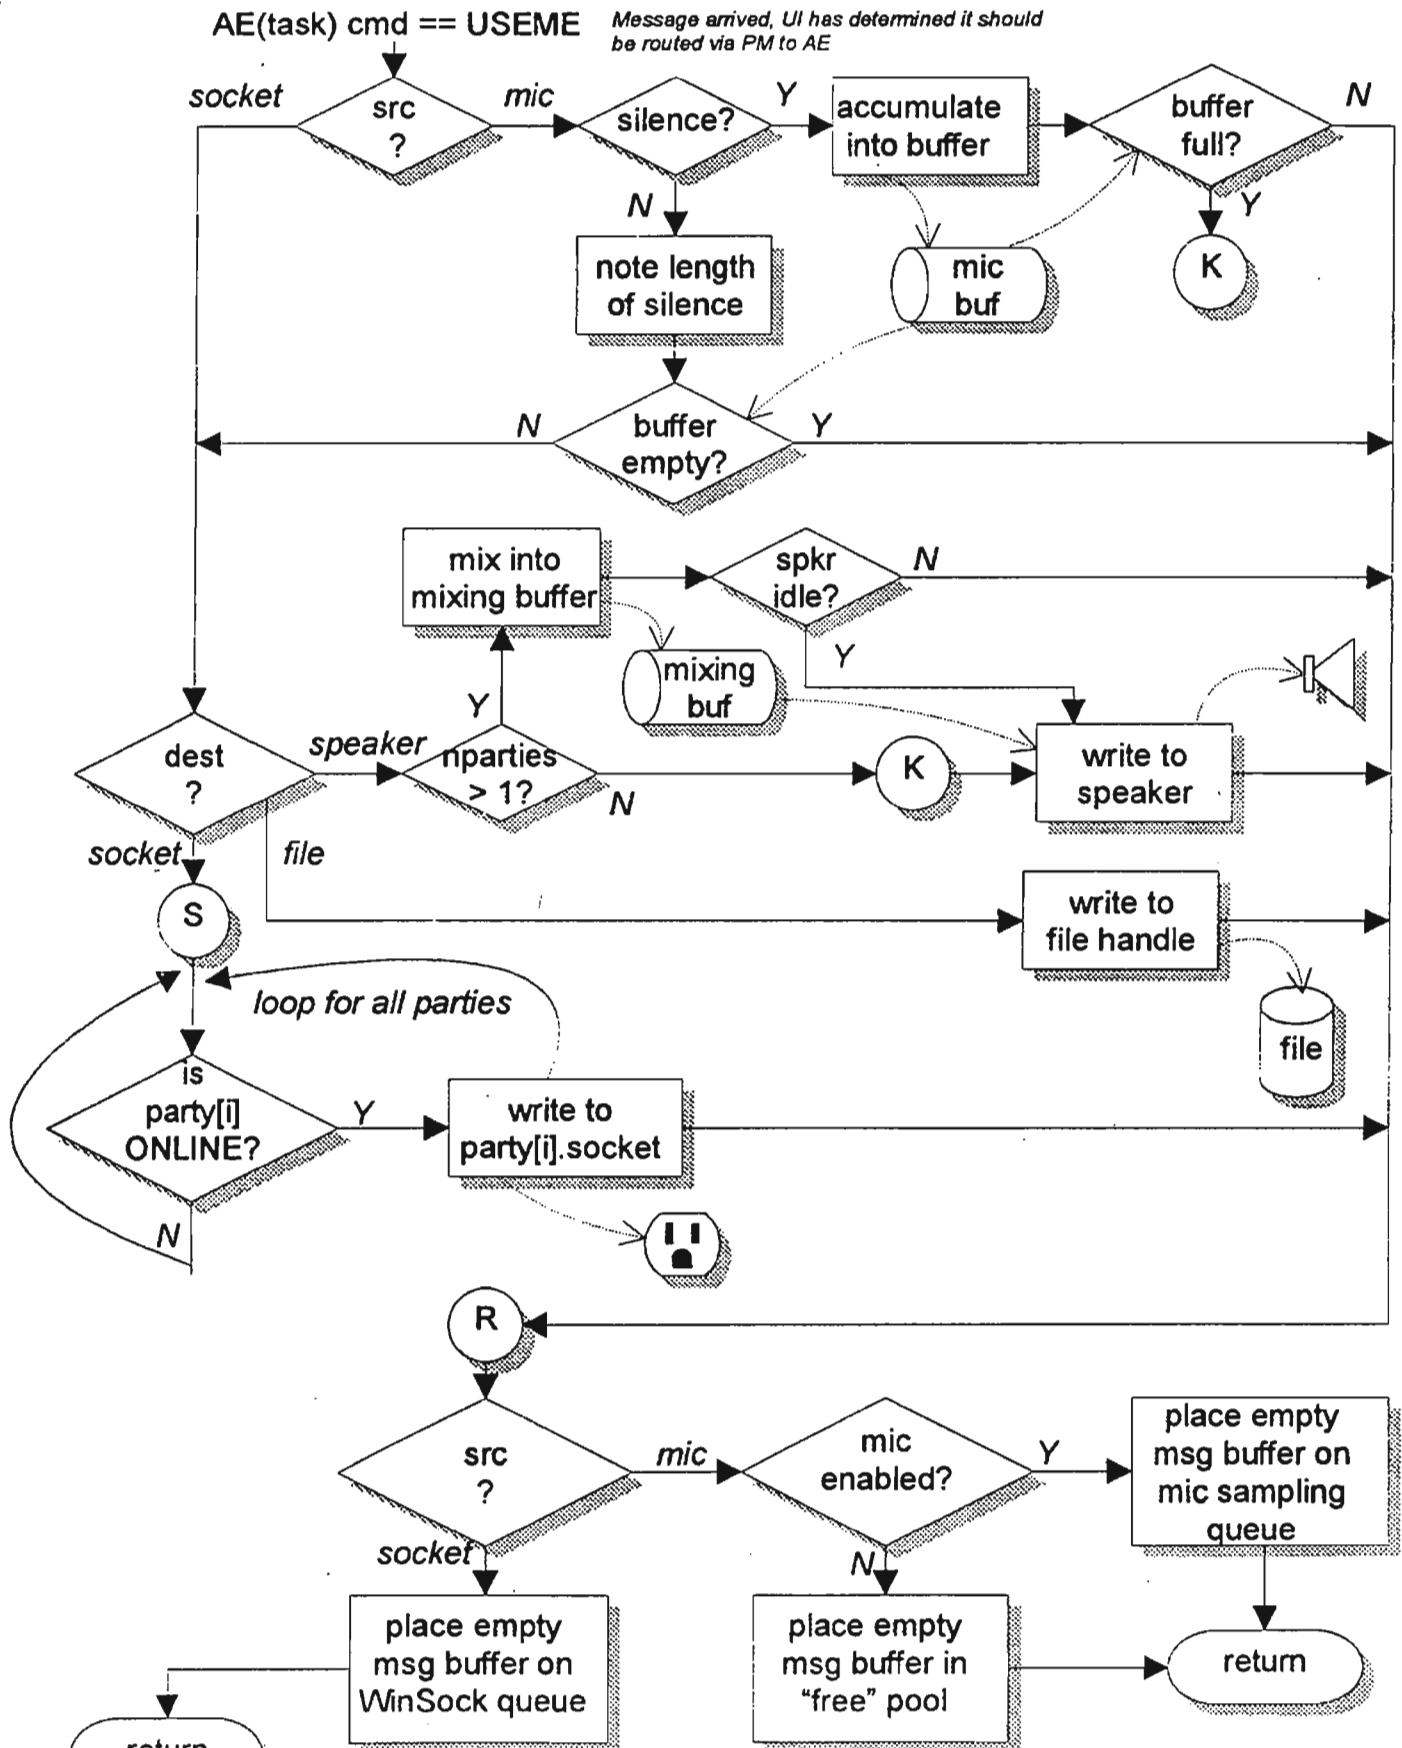 AE(task) cmd == USEME
Message arrived, UI has determined it should
be routed via PM to AE
socket
src
?
mic
silence?
Y
accumulate
into buffer
buffer
full?
N
N
Y
note length
of silence
mic
buf
K
N
buffer
empty?
Y
mix into
mixing buffer
spkr
idle?
N
Y
mixing
buf
Y
dest
?
speaker
nparties
> 1?
N
K
write to
speaker
socket
file
S
write to
file handle
loop for all parties
file
is
party[i]
ONLINE?
Y
write to
party[i].socket
N
R
src
?
mic
mic
enabled?
Y
place empty
msg buffer on
mic sampling
queue
socket
N
place empty
msg buffer on
WinSock queue
place empty
msg buffer in
“free” pool
return
return